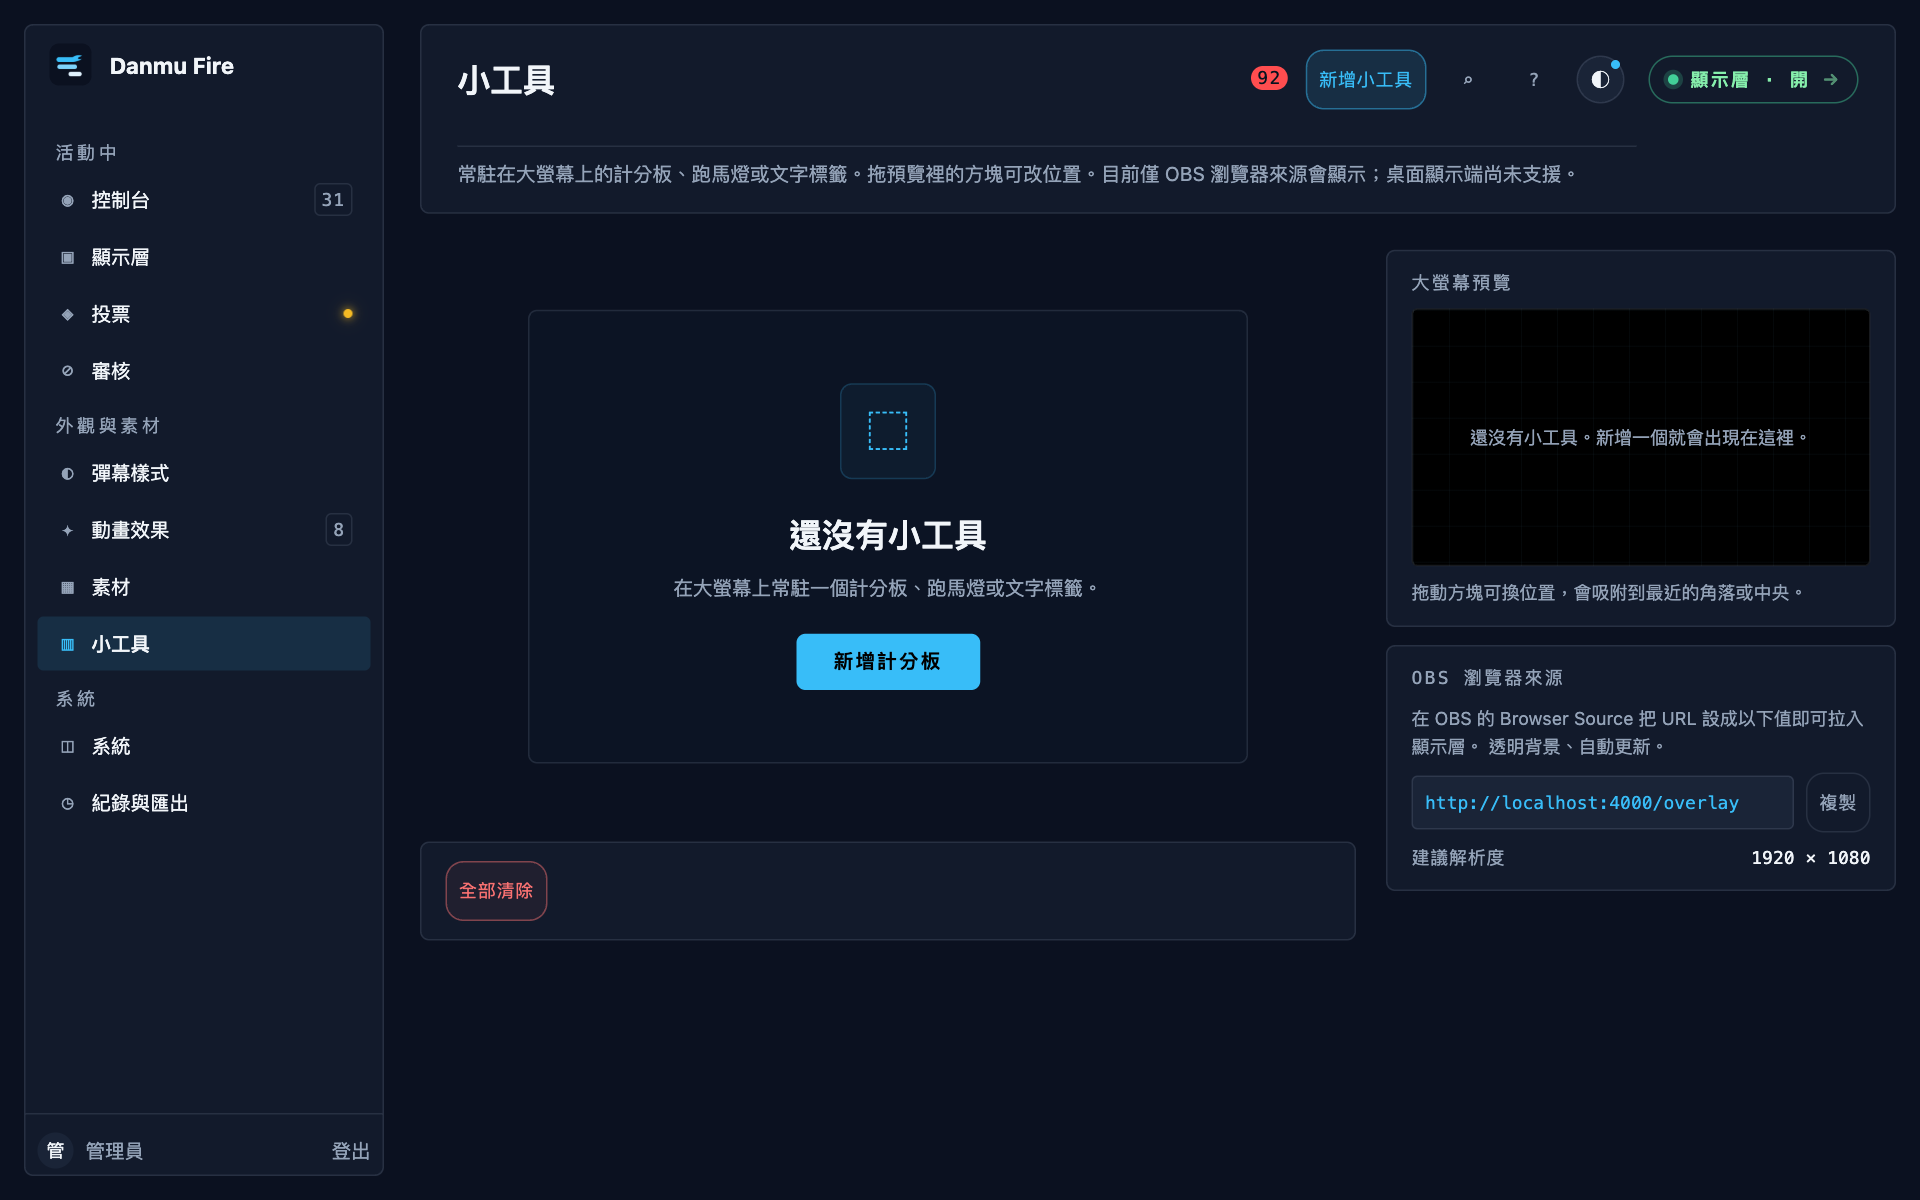 Danmu Fire
活動中
控制台 31
顯示層
投票
審核
外觀與素材
彈幕樣式
動畫效果 8
素材
小工具
系統
系統
紀錄與匯出
管 管理員 登出
小工具
92 新增小工具 ? 顯示層 · 開 →
常駐在大螢幕上的計分板、跑馬燈或文字標籤。拖預覽裡的方塊可改位置。目前僅 OBS 瀏覽器來源會顯示；桌面顯示端尚未支援。
還沒有小工具
在大螢幕上常駐一個計分板、跑馬燈或文字標籤。
新增計分板
全部清除
大螢幕預覽
還沒有小工具。新增一個就會出現在這裡。
拖動方塊可換位置，會吸附到最近的角落或中央。
OBS 瀏覽器來源
在 OBS 的 Browser Source 把 URL 設成以下值即可拉入
顯示層。 透明背景、自動更新。
http://localhost:4000/overlay 複製
建議解析度 1920 × 1080